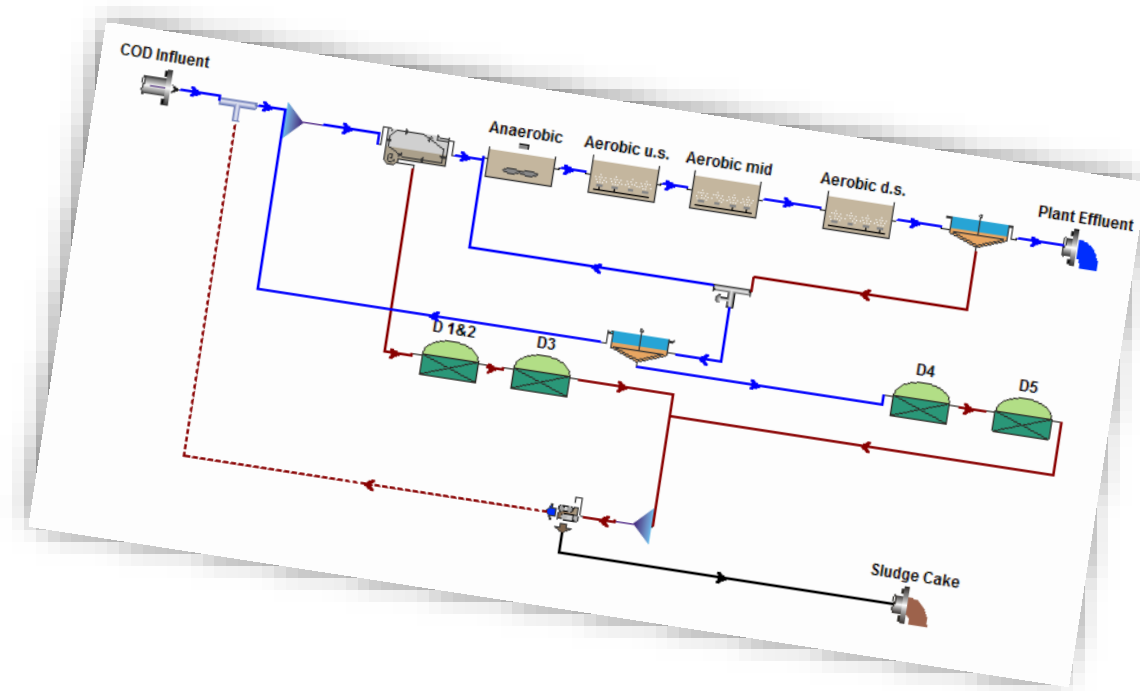 COD Influent
Anaerobic
Aerobic u.s.
Aerobic mid
Aerobic d.s.
Plant Effluent
D 1&2
D3
D4
D5
Sludge Cake